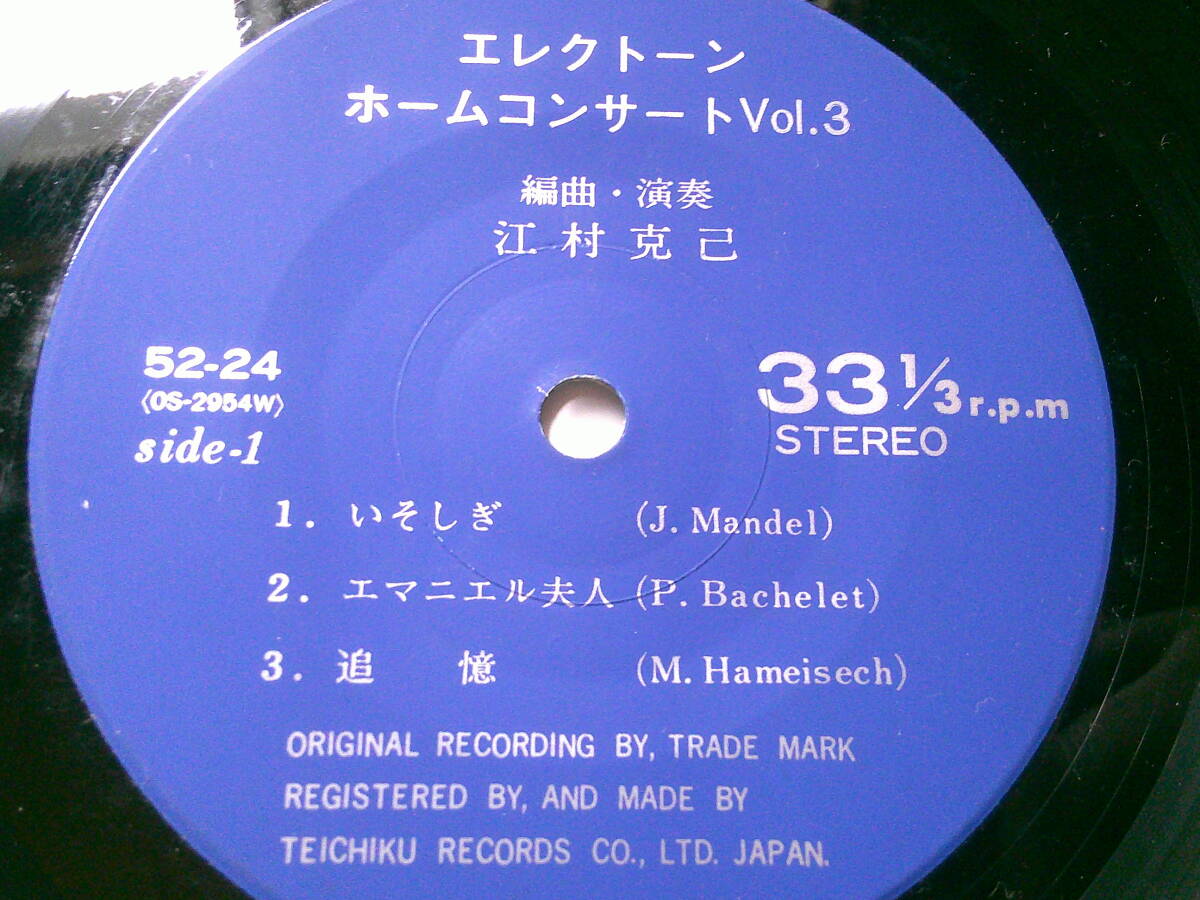 エレクトーン
ホームコンサートVol.3
編曲・演奏
江村克己
52-24
〈OS-2954W〉
side-1
33 1/3 r.p.m
STEREO
1. いそしぎ (J. Mandel)
2. エマニエル夫人 (P. Bachelet)
3. 追憶 (M. Hameisech)
ORIGINAL RECORDING BY, TRADE MARK
REGISTERED BY, AND MADE BY
TEICHIKU RECORDS CO., LTD. JAPAN.